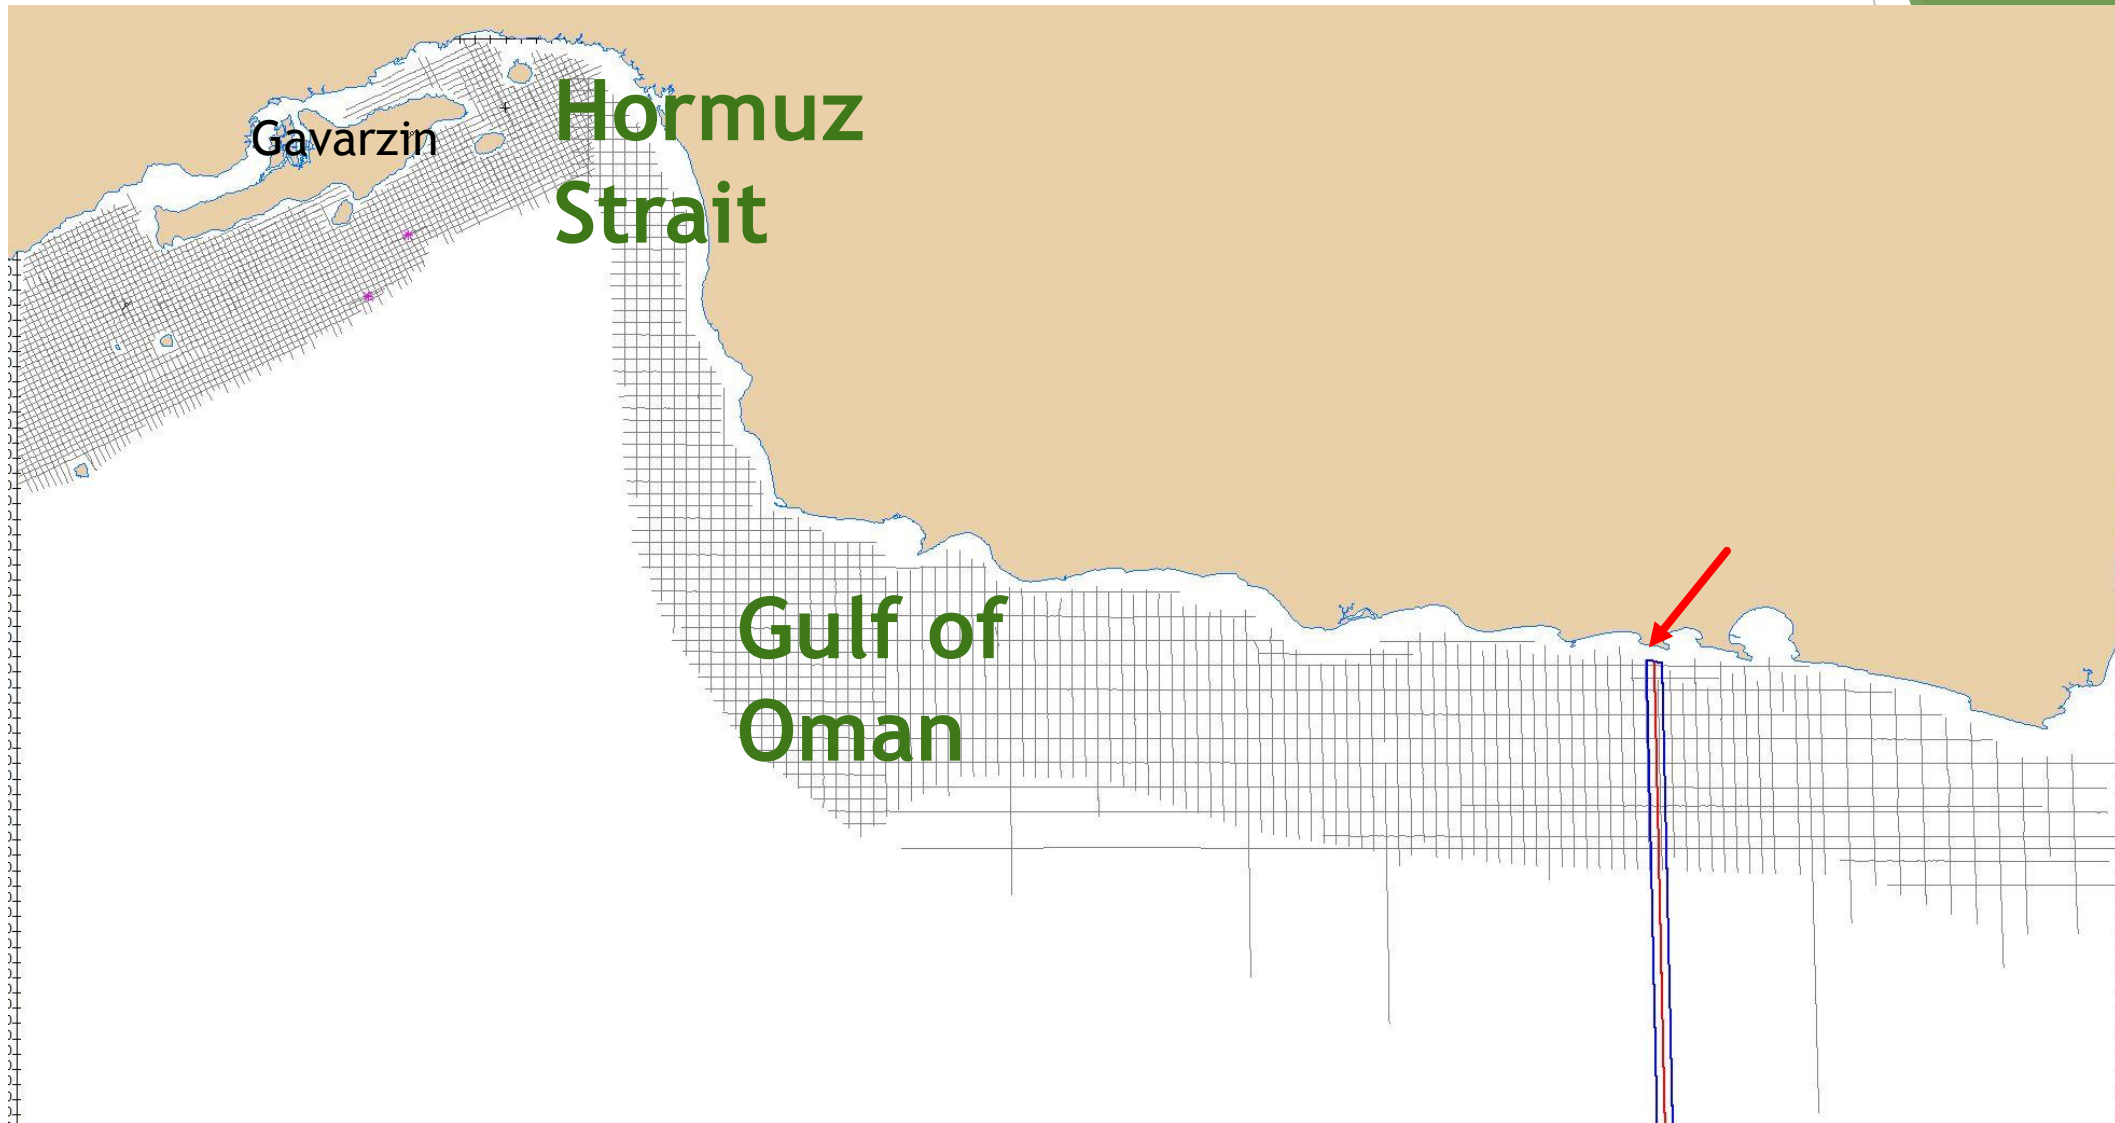 Hormuz
Strait
Gavarzin
Gulf of
Oman